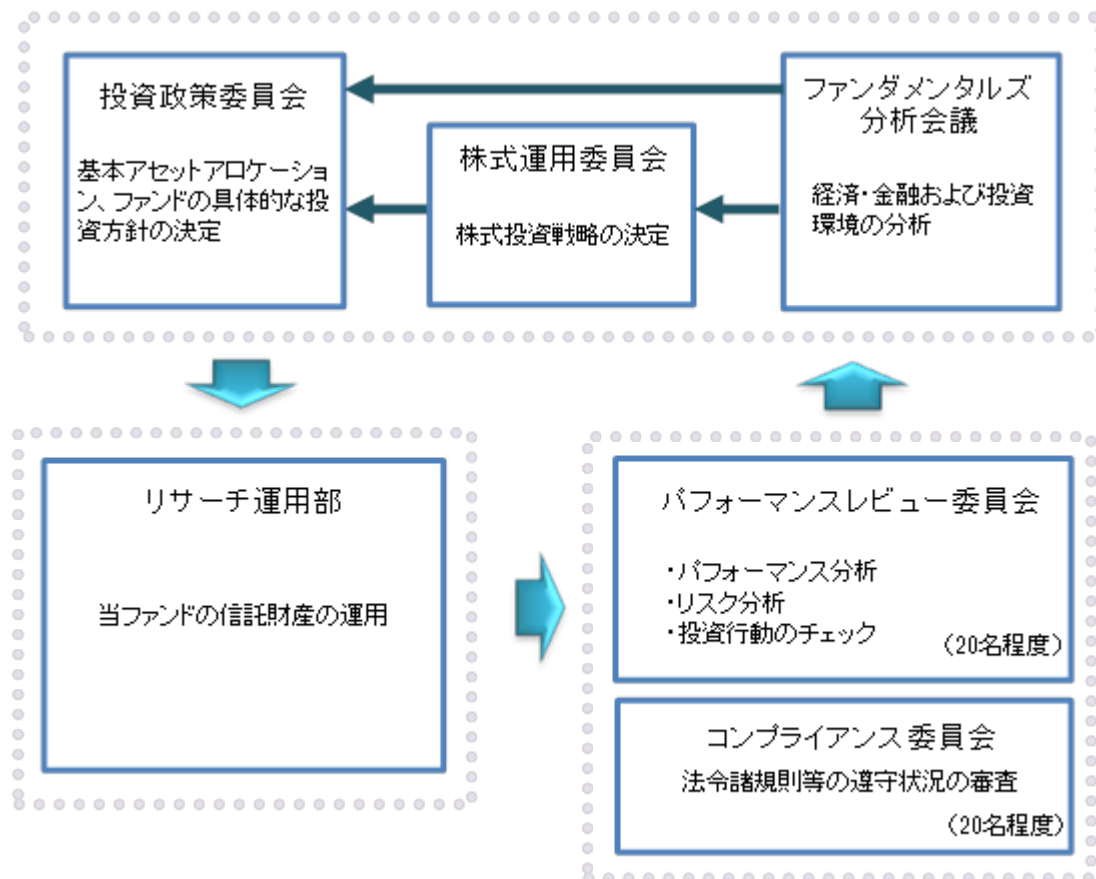 投資政策委員会
基本アセットアロケーショ
ン、ファンドの具体的な投
資方針の決定
株式運用委員会
株式投資戦略の決定
ファンダメンタルズ
分析会議
経済・金融および投資
環境の分析
リサーチ運用部
当ファンドの信託財産の運用
パフォーマンスレビュー委員会
・パフォーマンス分析
・リスク分析
・投資行動のチェック
（20名程度）
コンプライアンス委員会
法令諸規則等の遵守状況の審査
（20名程度）